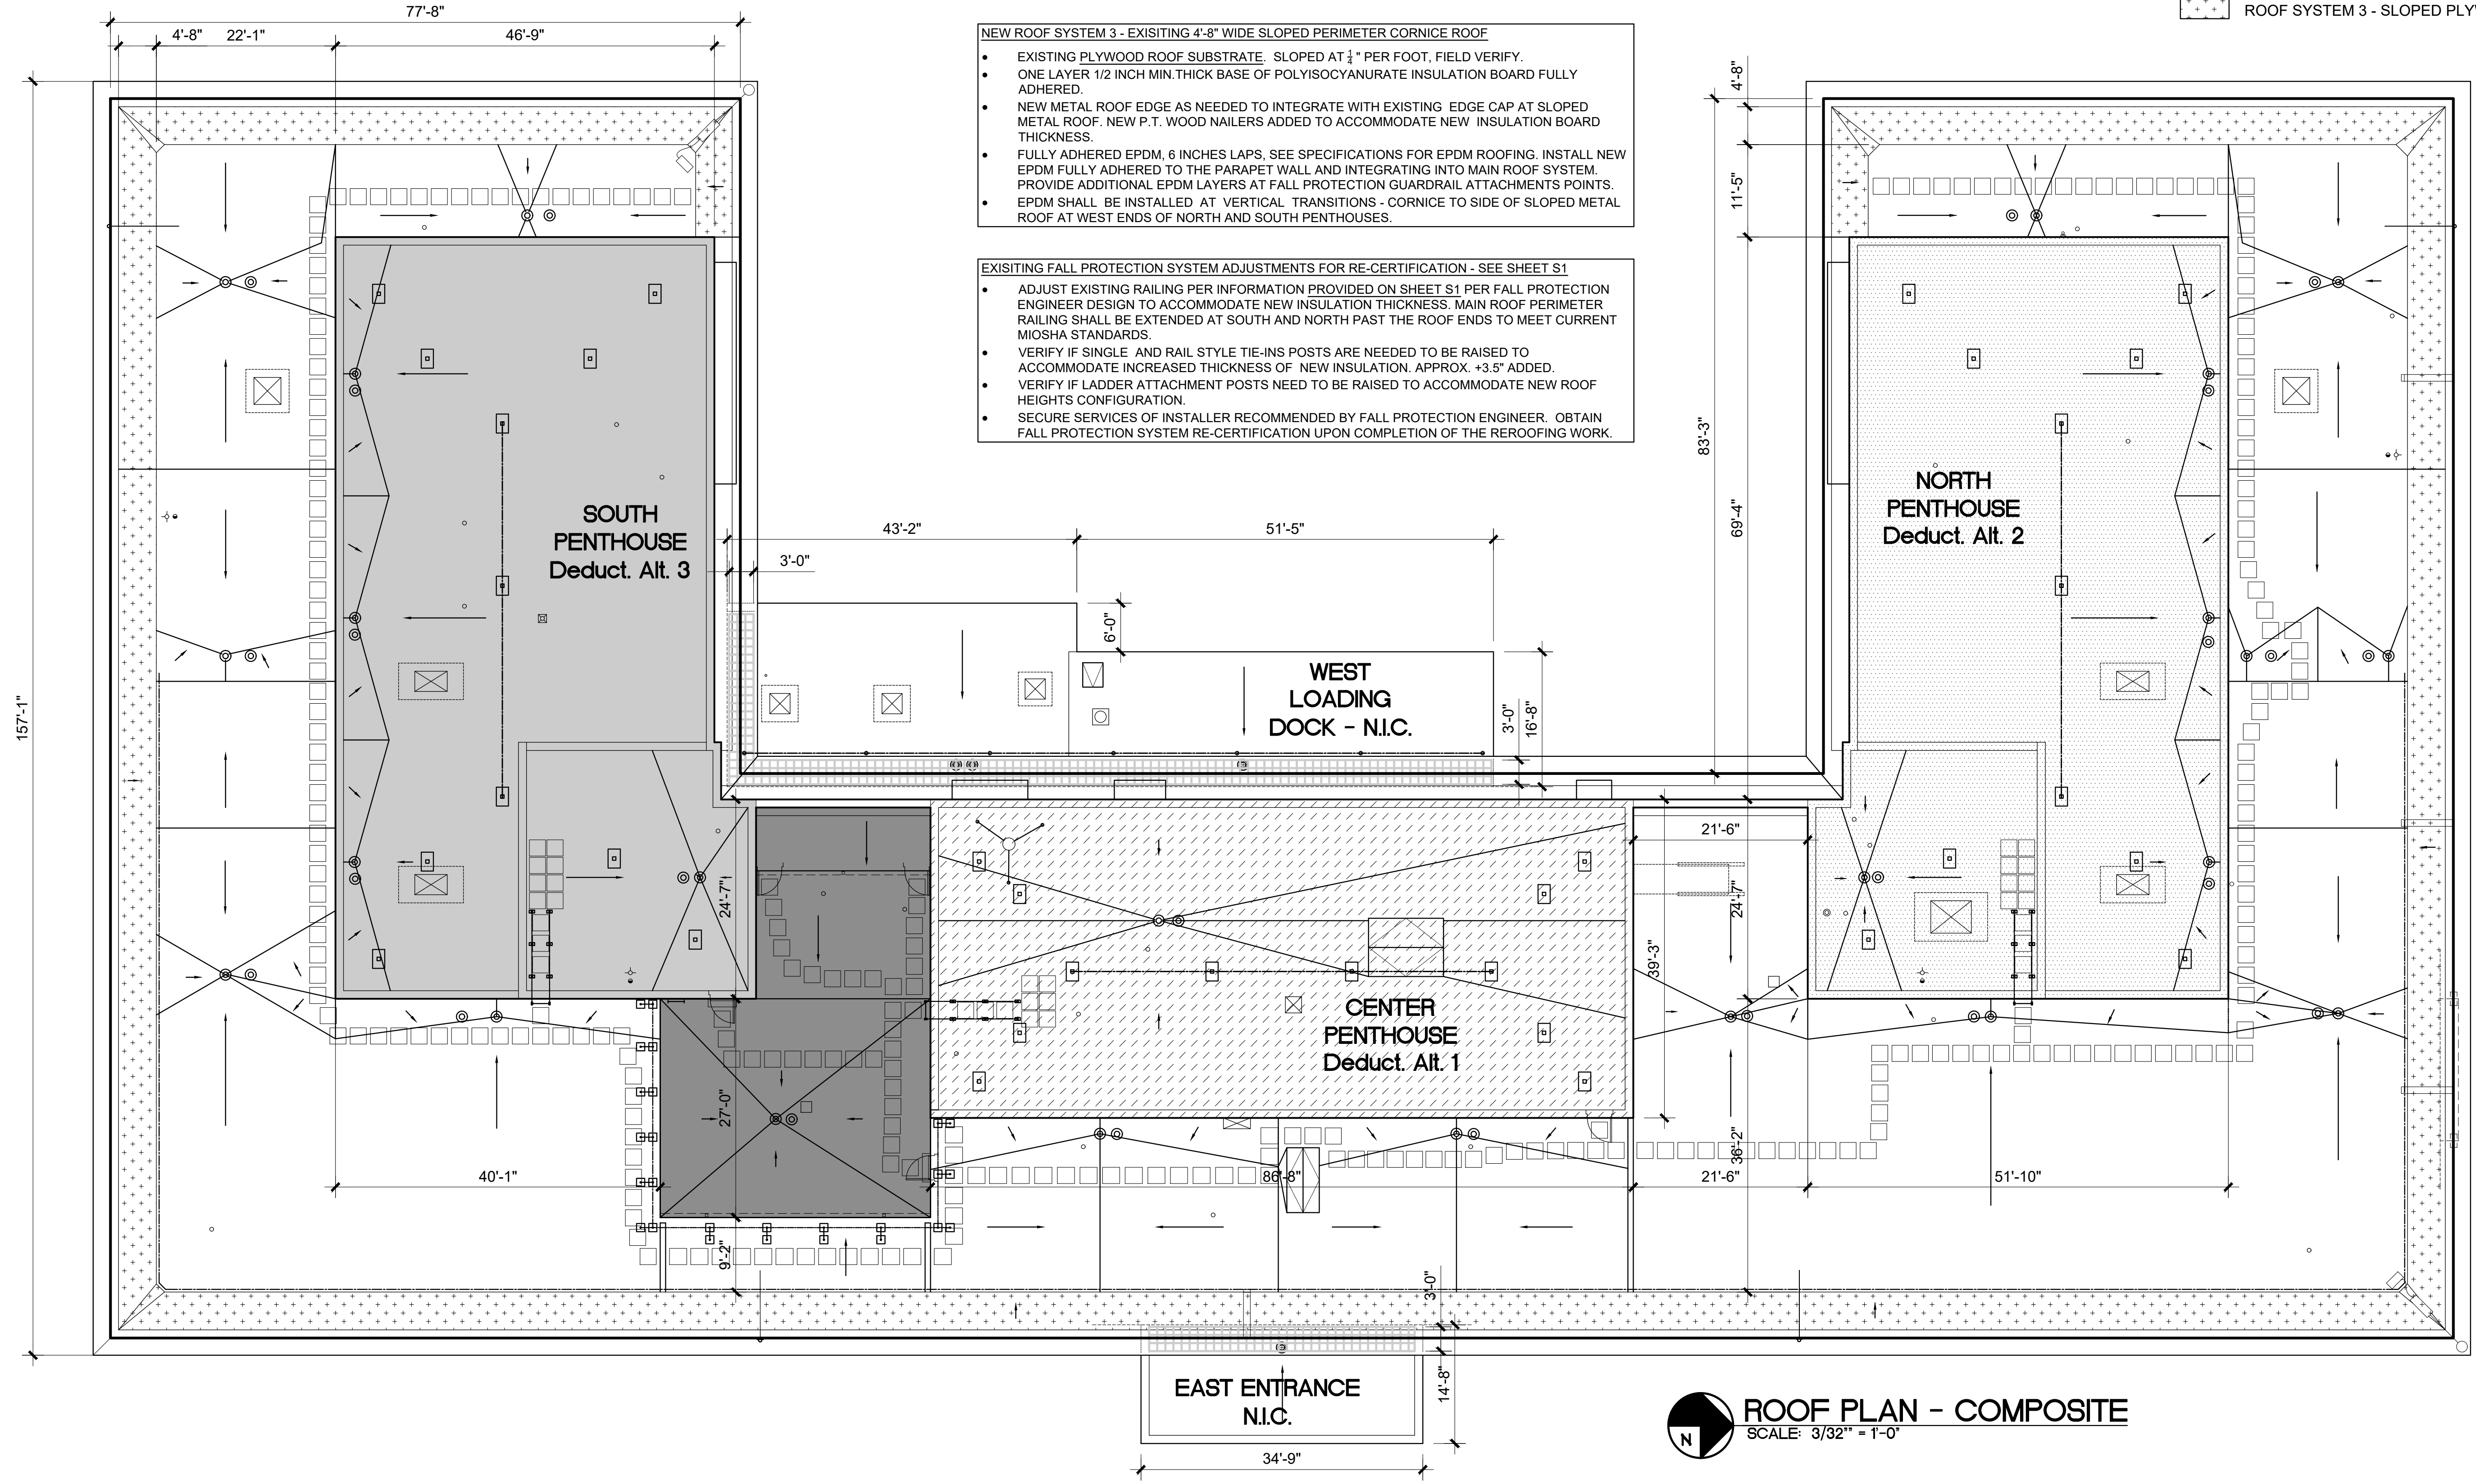 77'-8"
4'-8" 22'-1" 46'-9"
ROOF SYSTEM 3 - SLOPED PLY
NEW ROOF SYSTEM 3 - EXISITING 4'-8" WIDE SLOPED PERIMETER CORNICE ROOF
● EXISTING PLYWOOD ROOF SUBSTRATE. SLOPED AT 1/4 " PER FOOT, FIELD VERIFY.
● ONE LAYER 1/2 INCH MIN.THICK BASE OF POLYISOCYANURATE INSULATION BOARD FULLY
ADHERED.
● NEW METAL ROOF EDGE AS NEEDED TO INTEGRATE WITH EXISTING EDGE CAP AT SLOPED
METAL ROOF. NEW P.T. WOOD NAILERS ADDED TO ACCOMMODATE NEW INSULATION BOARD
THICKNESS.
● FULLY ADHERED EPDM, 6 INCHES LAPS, SEE SPECIFICATIONS FOR EPDM ROOFING. INSTALL NEW
EPDM FULLY ADHERED TO THE PARAPET WALL AND INTEGRATING INTO MAIN ROOF SYSTEM.
PROVIDE ADDITIONAL EPDM LAYERS AT FALL PROTECTION GUARDRAIL ATTACHMENTS POINTS.
● EPDM SHALL BE INSTALLED AT VERTICAL TRANSITIONS - CORNICE TO SIDE OF SLOPED METAL
ROOF AT WEST ENDS OF NORTH AND SOUTH PENTHOUSES.
EXISITING FALL PROTECTION SYSTEM ADJUSTMENTS FOR RE-CERTIFICATION - SEE SHEET S1
● ADJUST EXISTING RAILING PER INFORMATION PROVIDED ON SHEET S1 PER FALL PROTECTION
ENGINEER DESIGN TO ACCOMMODATE NEW INSULATION THICKNESS. MAIN ROOF PERIMETER
RAILING SHALL BE EXTENDED AT SOUTH AND NORTH PAST THE ROOF ENDS TO MEET CURRENT
MIOSHA STANDARDS.
● VERIFY IF SINGLE AND RAIL STYLE TIE-INS POSTS ARE NEEDED TO BE RAISED TO
ACCOMMODATE INCREASED THICKNESS OF NEW INSULATION. APPROX. +3.5" ADDED.
● VERIFY IF LADDER ATTACHMENT POSTS NEED TO BE RAISED TO ACCOMMODATE NEW ROOF
HEIGHTS CONFIGURATION.
● SECURE SERVICES OF INSTALLER RECOMMENDED BY FALL PROTECTION ENGINEER. OBTAIN
FALL PROTECTION SYSTEM RE-CERTIFICATION UPON COMPLETION OF THE REROOFING WORK.
4'-8"
11'-5"
83'-3"
69'-4"
157'-1"
SOUTH
PENTHOUSE
Deduct. Alt. 3
NORTH
PENTHOUSE
Deduct. Alt. 2
43'-2" 51'-5"
3'-0"
6'-0"
WEST
LOADING
DOCK - N.I.C.
3'-0"
16'-8"
21'-6"
24'-7"
24'-7"
39'-3"
CENTER
PENTHOUSE
Deduct. Alt. 1
27'-0"
36'-2"
40'-1" 86'-8" 21'-6" 51'-10"
9'-2"
3'-0"
14'-8"
EAST ENTRANCE
N.I.C.
34'-9"
N
ROOF PLAN - COMPOSITE
SCALE: 3/32"" = 1'-0"